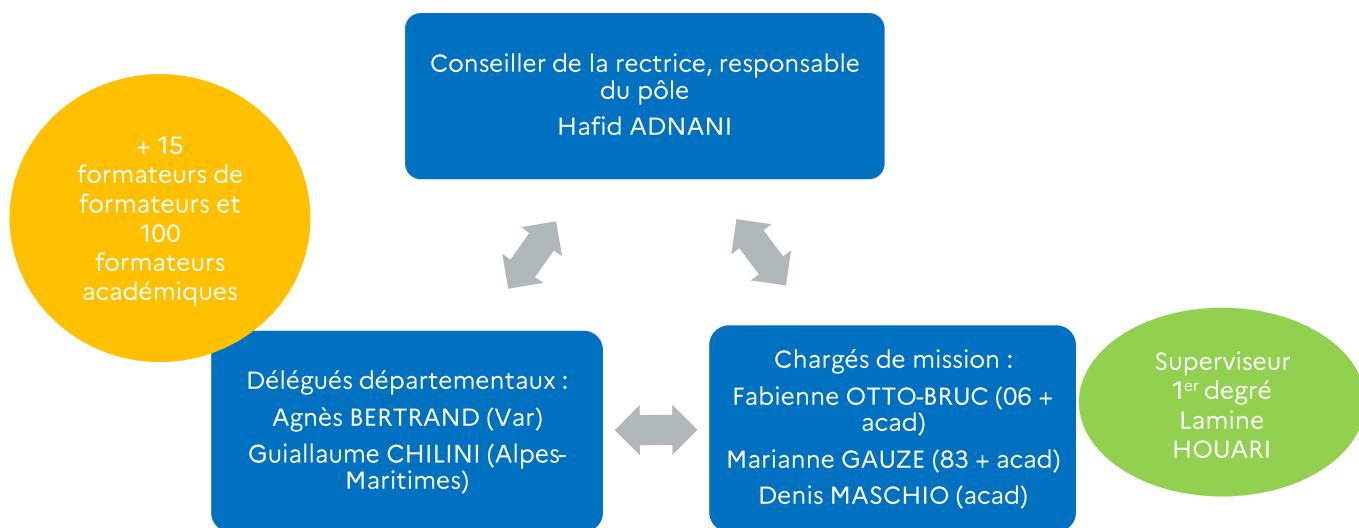 Conseiller de la rectrice, responsable
du pôle
Hafid ADNANI
+ 15
formateurs de
formateurs et
100
formateurs
académiques
Délégués départementaux :
Agnès BERTRAND (Var)
Guiallaume CHILINI (Alpes-
Maritimes)
Chargés de mission :
Fabienne OTTO-BRUC (06 +
acad)
Marianne GAUZE (83 + acad)
Denis MASCHIO (acad)
Superviseur
1er degré
Lamine
HOUARI